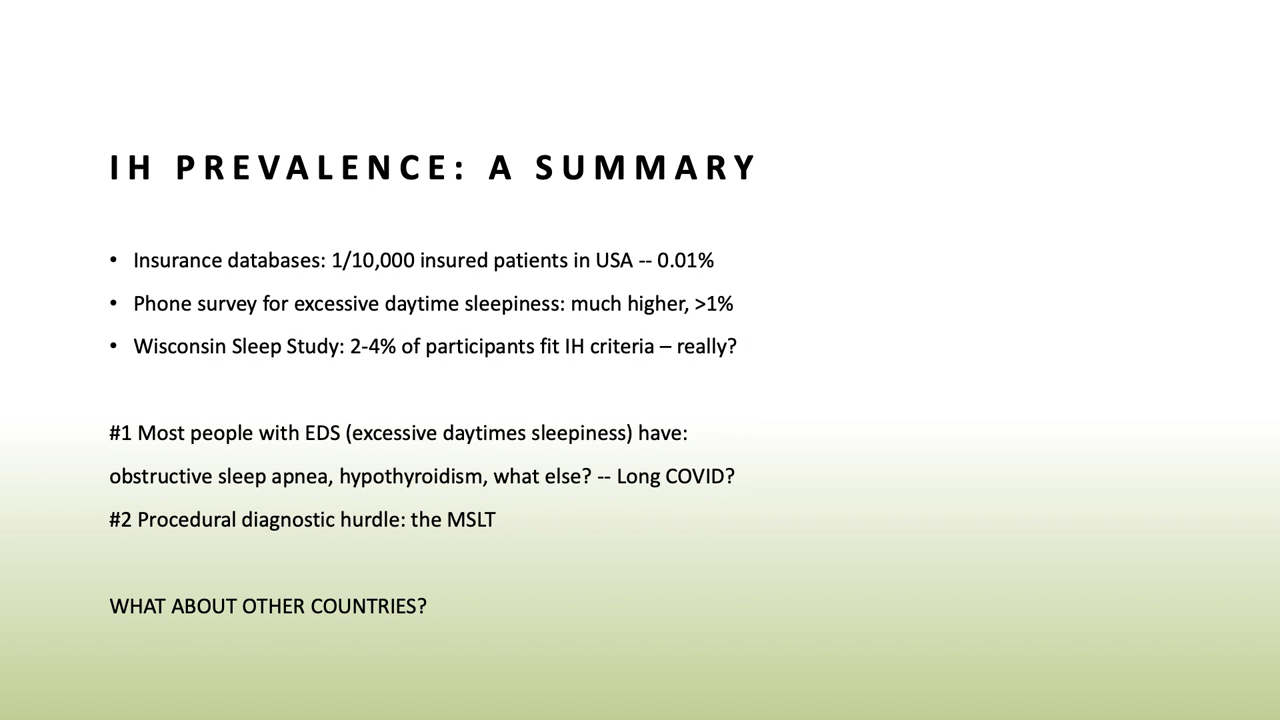 IH PREVALENCE: A SUMMARY
• Insurance databases: 1/10,000 insured patients in USA -- 0.01%
• Phone survey for excessive daytime sleepiness: much higher, >1%
• Wisconsin Sleep Study: 2-4% of participants fit IH criteria – really?
#1 Most people with EDS (excessive daytimes sleepiness) have:
obstructive sleep apnea, hypothyroidism, what else? -- Long COVID?
#2 Procedural diagnostic hurdle: the MSLT
WHAT ABOUT OTHER COUNTRIES?